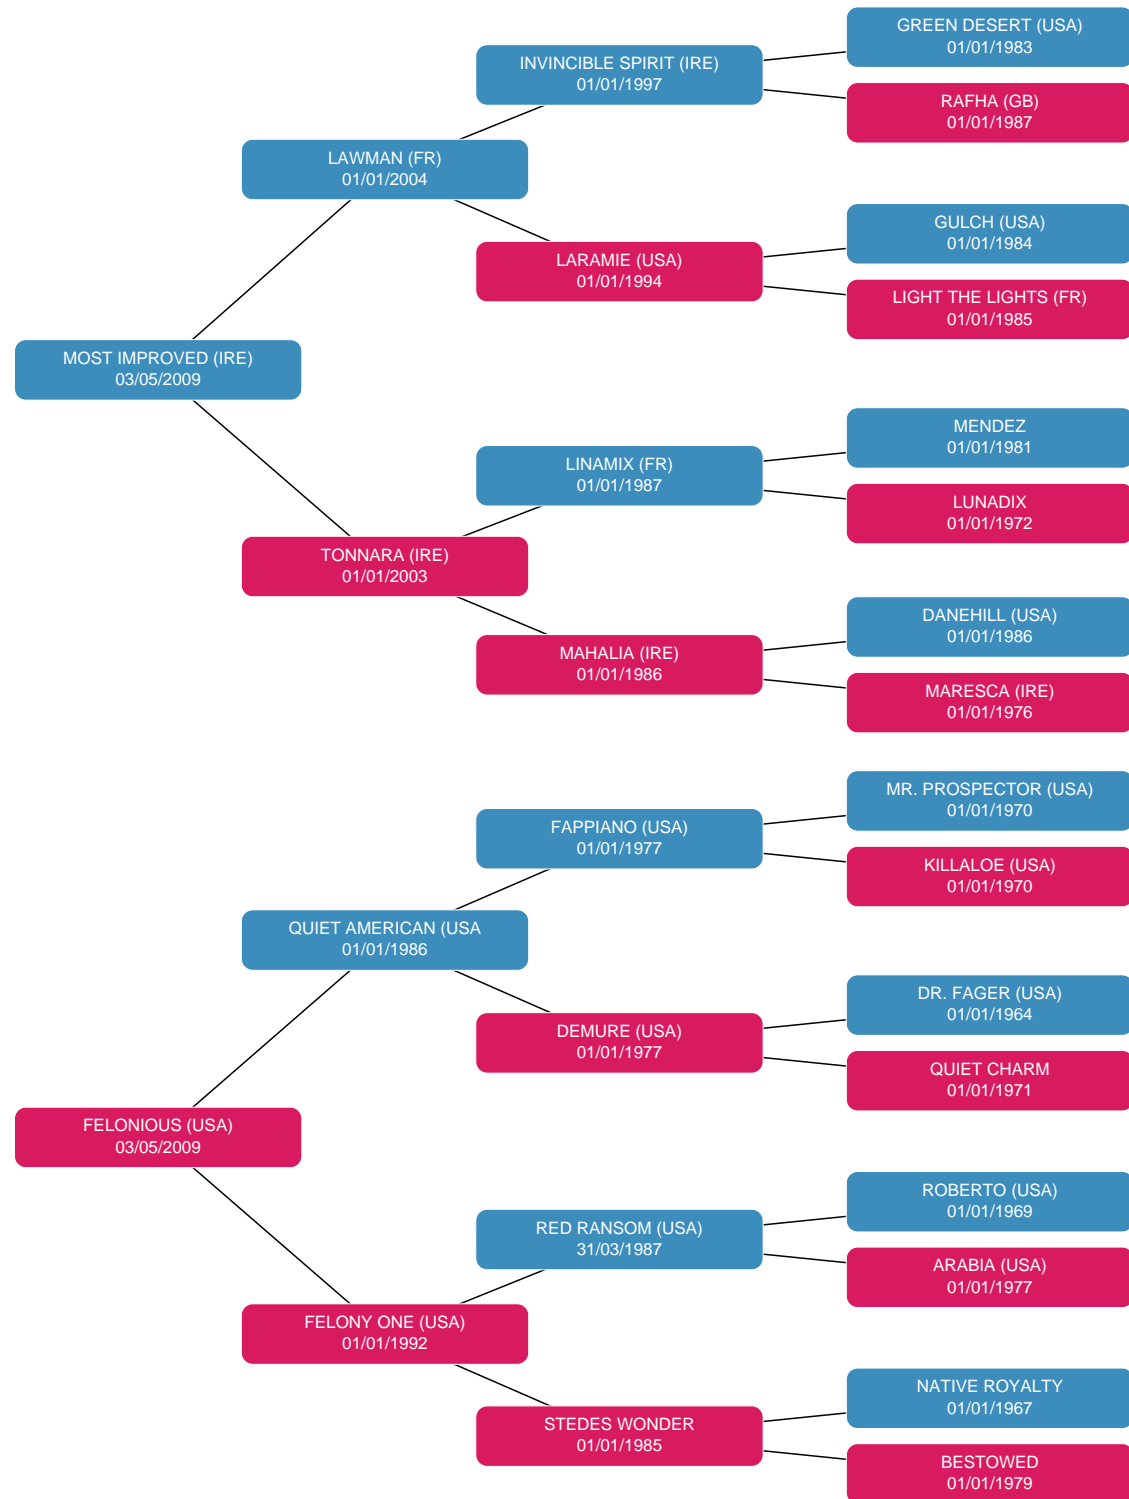 GREEN DESERT (USA)
01/01/1983
INVINCIBLE SPIRIT (IRE)
01/01/1997
RAFHA (GB)
01/01/1987
LAWMAN (FR)
01/01/2004
GULCH (USA)
01/01/1984
LARAMIE (USA)
01/01/1994
LIGHT THE LIGHTS (FR)
01/01/1985
MOST IMPROVED (IRE)
03/05/2009
MENDEZ
01/01/1981
LINAMIX (FR)
01/01/1987
LUNADIX
01/01/1972
TONNARA (IRE)
01/01/2003
DANEHILL (USA)
01/01/1986
MAHALIA (IRE)
01/01/1986
MARESCA (IRE)
01/01/1976
MR. PROSPECTOR (USA)
01/01/1970
FAPPIANO (USA)
01/01/1977
KILLALOE (USA)
01/01/1970
QUIET AMERICAN (USA
01/01/1986
DR. FAGER (USA)
01/01/1964
DEMURE (USA)
01/01/1977
QUIET CHARM
01/01/1971
FELONIOUS (USA)
03/05/2009
ROBERTO (USA)
01/01/1969
RED RANSOM (USA)
31/03/1987
ARABIA (USA)
01/01/1977
FELONY ONE (USA)
01/01/1992
NATIVE ROYALTY
01/01/1967
STEDES WONDER
01/01/1985
BESTOWED
01/01/1979